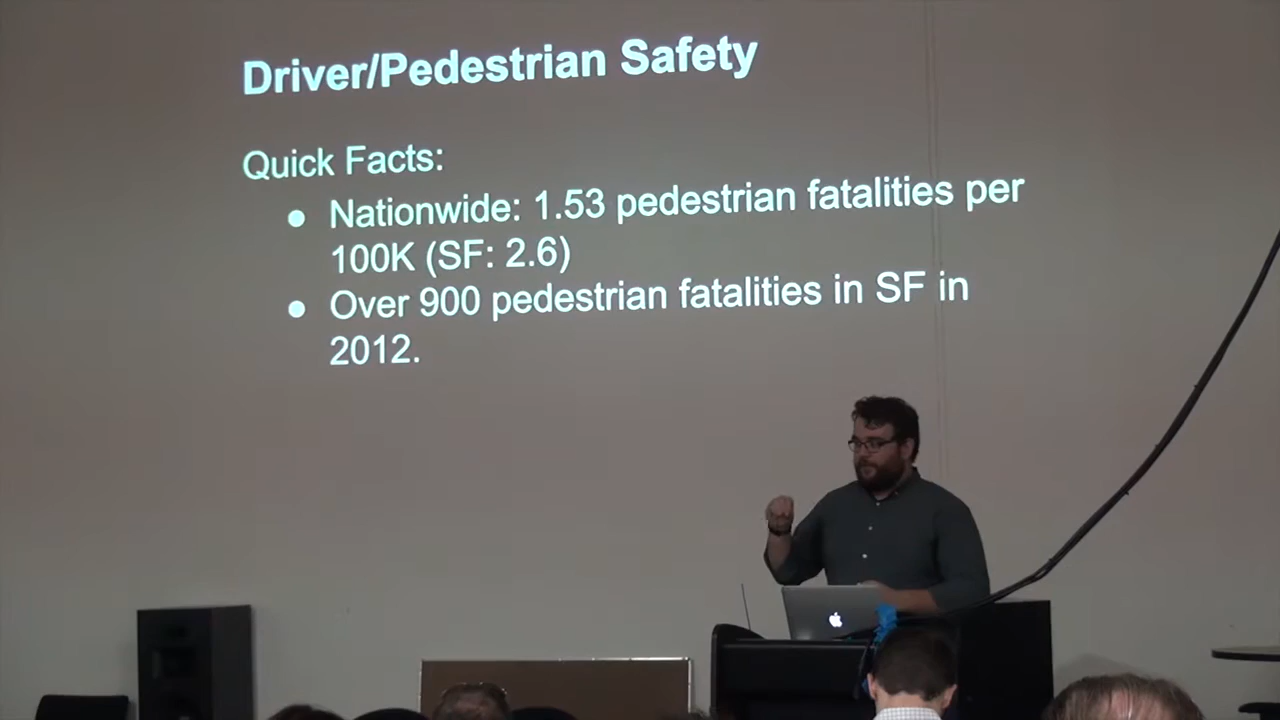 Driver/Pedestrian Safety
Quick Facts:
● Nationwide: 1.53 pedestrian fatalities per
100K (SF: 2.6)
● Over 900 pedestrian fatalities in SF in
2012.